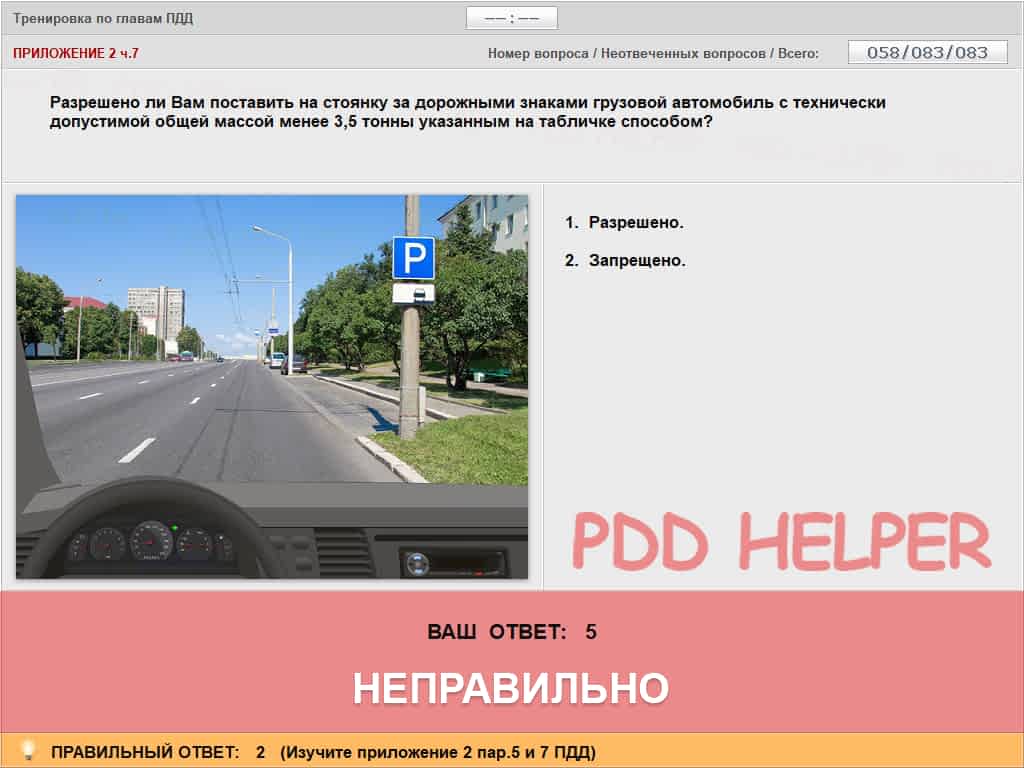 Тренировка по главам ПДД
–– : ––
ПРИЛОЖЕНИЕ 2 ч.7
Номер вопроса / Неотвеченных вопросов / Всего:
058/083/083
Разрешено ли Вам поставить на стоянку за дорожными знаками грузовой автомобиль с технически
допустимой общей массой менее 3,5 тонны указанным на табличке способом?
1. Разрешено.
2. Запрещено.
P
PDD HELPER
ВАШ ОТВЕТ: 5
НЕПРАВИЛЬНО
ПРАВИЛЬНЫЙ ОТВЕТ: 2 (Изучите приложение 2 пар.5 и 7 ПДД)